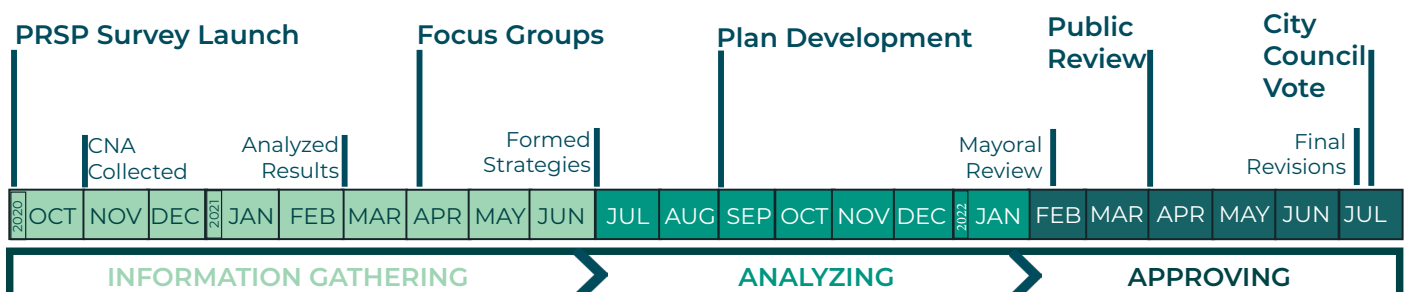 PRSP Survey Launch
Focus Groups
Plan Development
Public
Review
City
Council
Vote
CNA
Collected
Analyzed
Results
Formed
Strategies
Mayoral
Review
Final
Revisions
2020 OCT NOV DEC 2021 JAN FEB MAR APR MAY JUN JUL AUG SEP OCT NOV DEC 2022 JAN FEB MAR APR MAY JUN JUL
INFORMATION GATHERING ANALYZING APPROVING